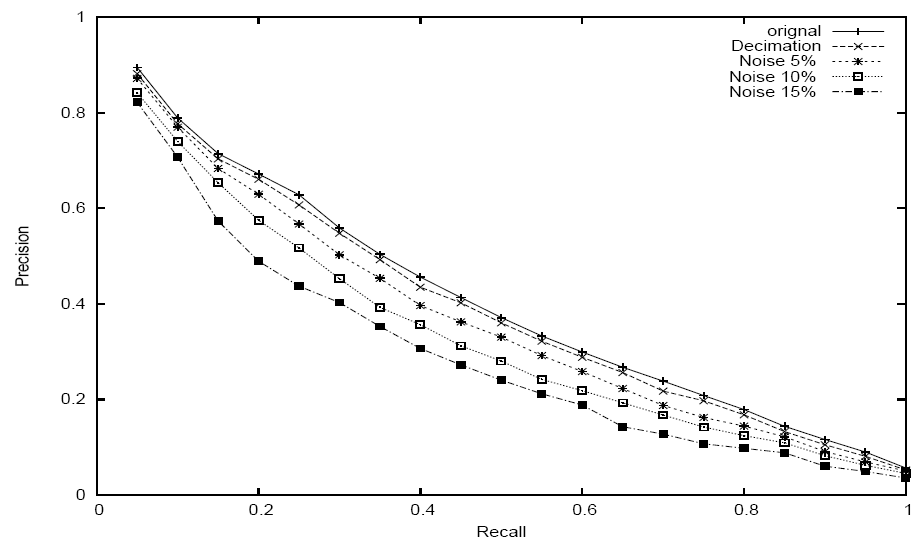 1
0.8
0.6
0.4
0.2
0
Precision
orignal
Decimation
Noise 5%
Noise 10%
Noise 15%
0 0.2 0.4 0.6 0.8 1
Recall